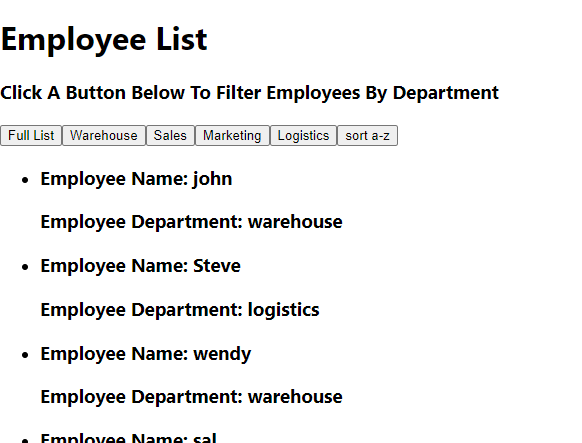 Employee List
Click A Button Below To Filter Employees By Department
Full List Warehouse Sales Marketing Logistics sort a-z
Employee Name: john
Employee Department: warehouse
Employee Name: Steve
Employee Department: logistics
Employee Name: wendy
Employee Department: warehouse
Employee Name: sal